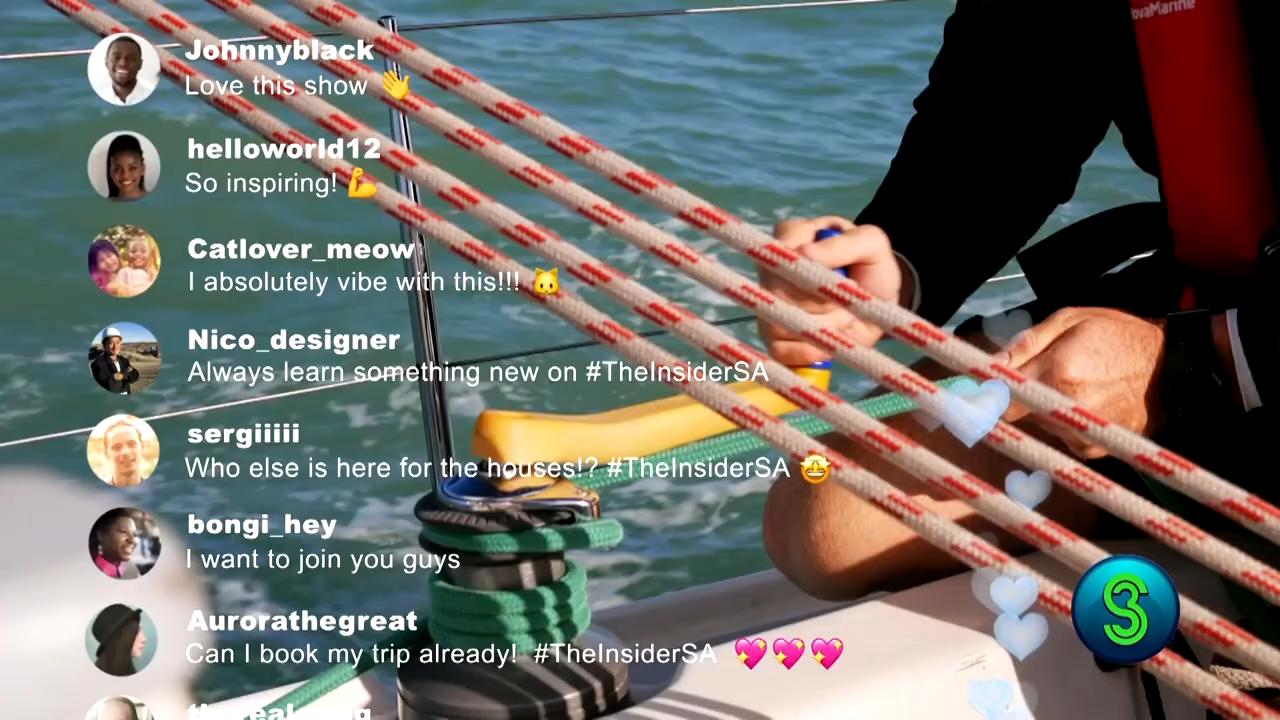 ovaMarine
Johnnyblack
Love this show 👋
helloworld12
So inspiring! 💪
Catlover_meow
I absolutely vibe with this!!! 🐱
Nico_designer
Always learn something new on #TheInsiderSA
sergiiiii
Who else is here for the houses!? #TheInsiderSA 🤩
bongi_hey
I want to join you guys
Aurorathegreat
Can I book my trip already! #TheInsiderSA 💖💖💖
3